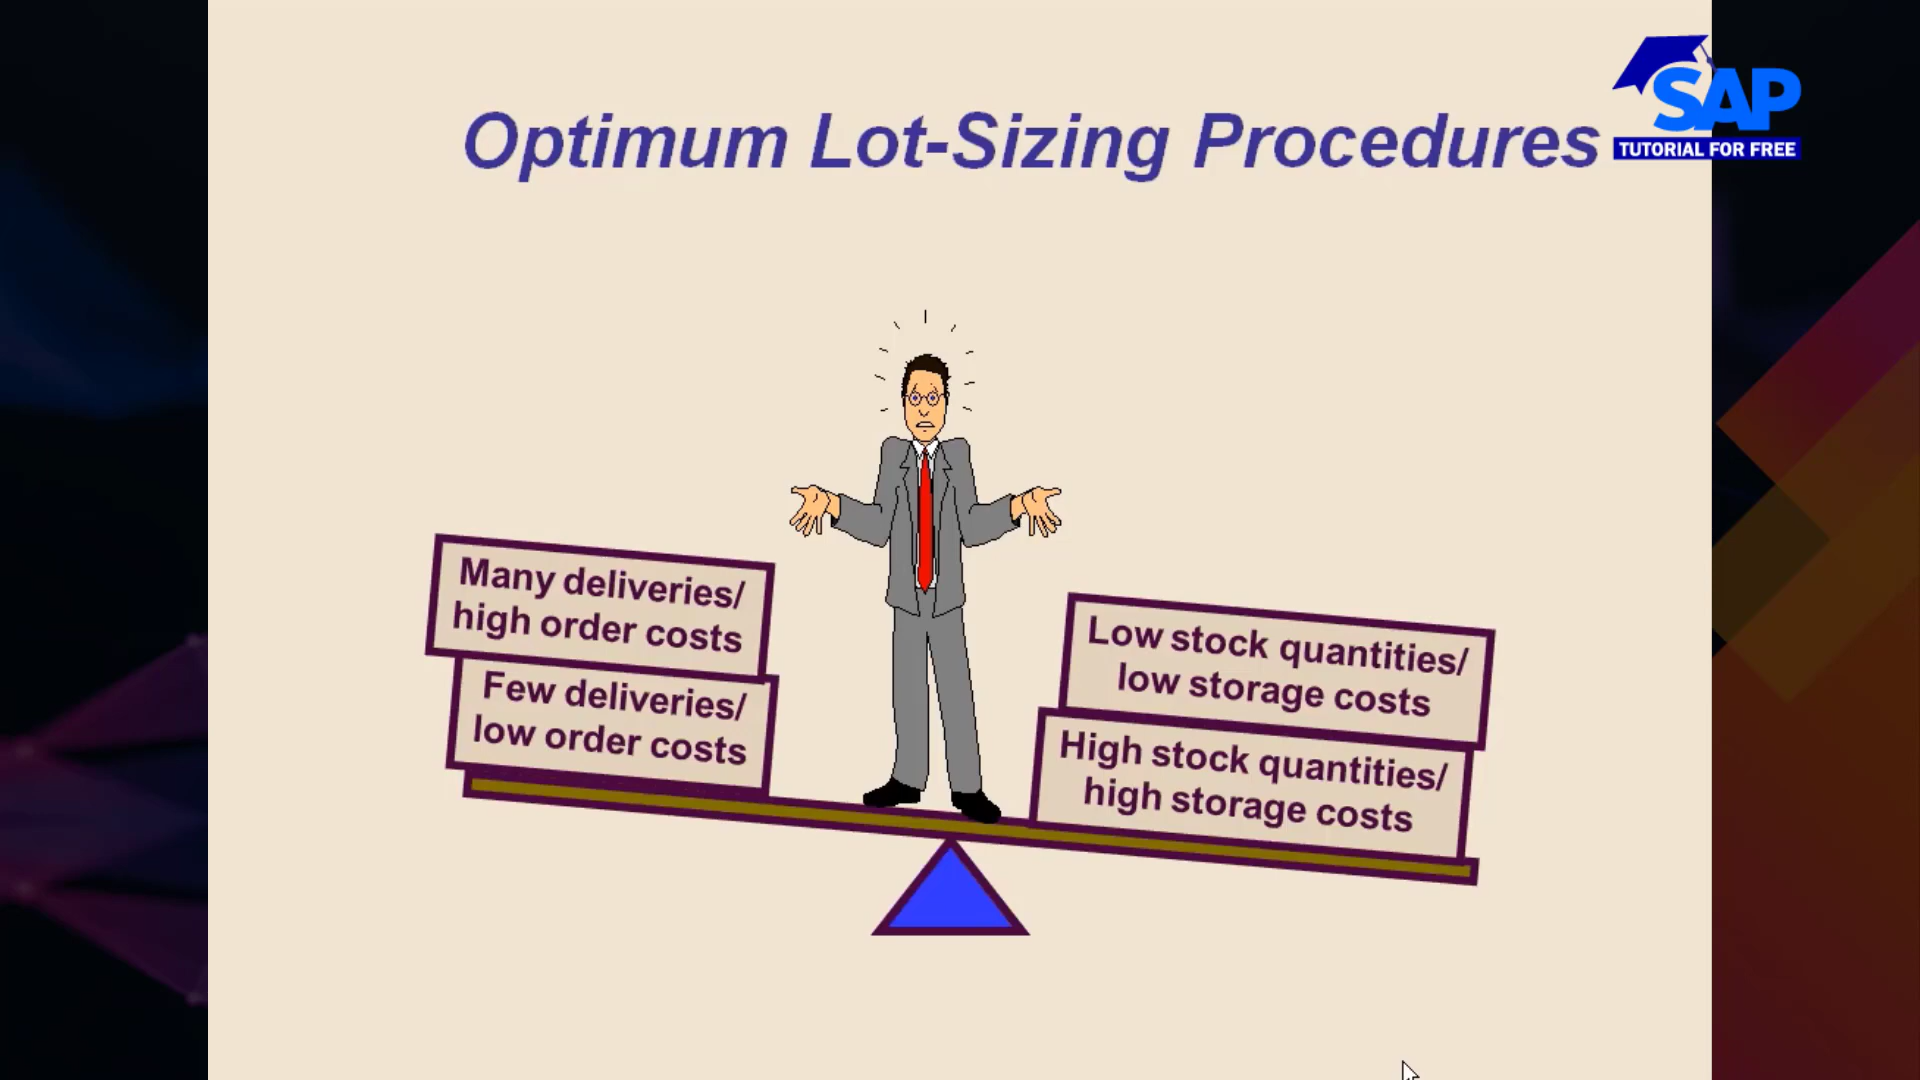 Optimum Lot-Sizing Procedures
SAP
TUTORIAL FOR FREE
Many deliveries/
high order costs
Few deliveries/
low order costs
Low stock quantities/
low storage costs
High stock quantities/
high storage costs